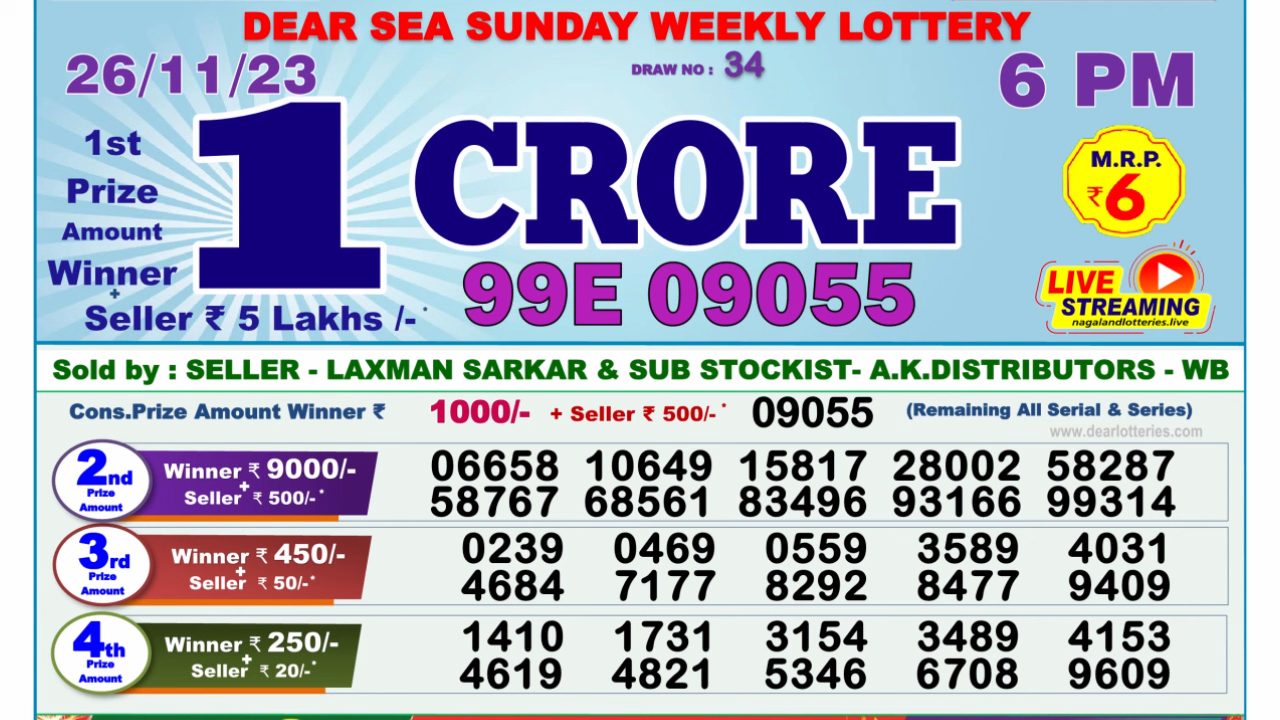 DEAR SEA SUNDAY WEEKLY LOTTERY
26/11/23
DRAW NO : 34
6 PM
1st
Prize
Amount
Winner
+
Seller ₹ 5 Lakhs /- *
1 CRORE
99E 09055
M.R.P.
₹6
LIVE
STREAMING
nagalandlotteries.live
Sold by : SELLER - LAXMAN SARKAR & SUB STOCKIST- A.K.DISTRIBUTORS - WB
Cons.Prize Amount Winner ₹ 1000/- + Seller ₹ 500/- * 09055 (Remaining All Serial & Series)
www.dearlotteries.com
2nd
Prize
Amount
Winner ₹ 9000/-
+
Seller ₹ 500/- *
06658 10649 15817 28002 58287
58767 68561 83496 93166 99314
3rd
Prize
Amount
Winner ₹ 450/-
+
Seller ₹ 50/- *
0239 0469 0559 3589 4031
4684 7177 8292 8477 9409
4th
Prize
Amount
Winner ₹ 250/-
+
Seller ₹ 20/- *
1410 1731 3154 3489 4153
4619 4821 5346 6708 9609